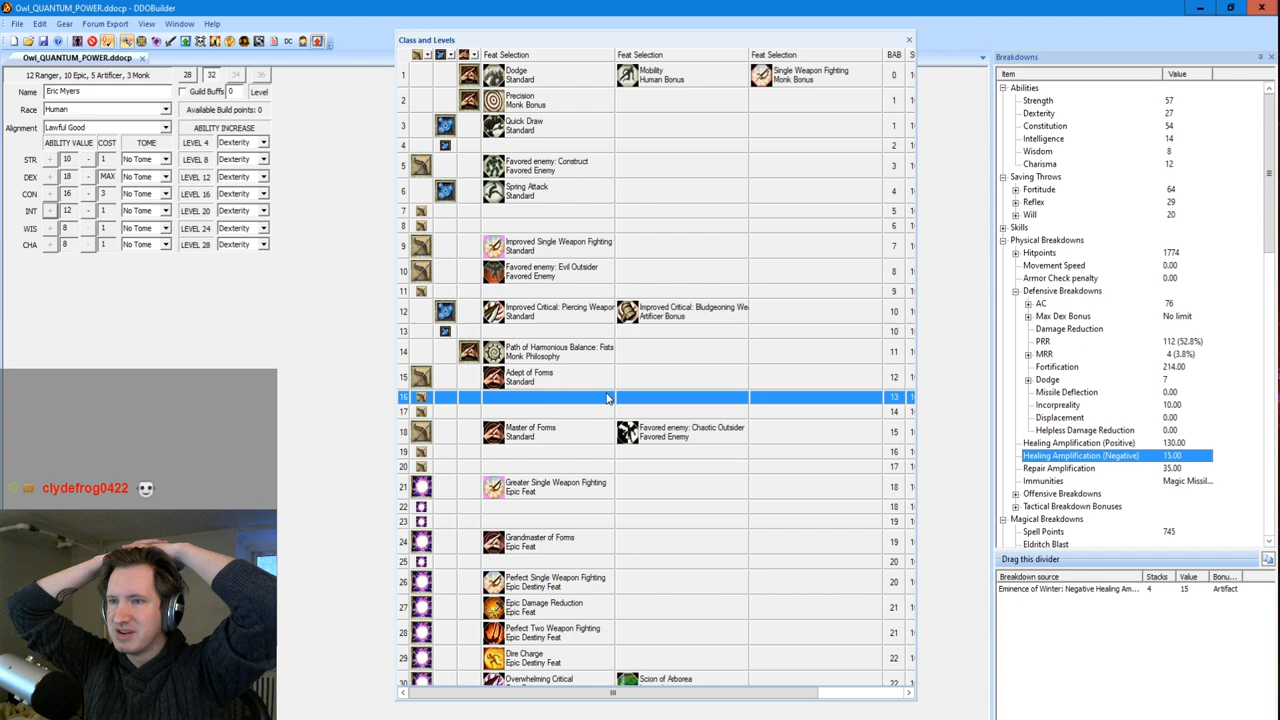 Owl_QUANTUM_POWER.ddocp - DDOBuilder
File Edit Gear Forum Export View Window Help
Owl_QUANTUM_POWER.ddocp
12 Ranger, 10 Epic, 5 Artificer, 3 Monk 28 32 34 36
Name Eric Myers Guild Buffs 0 Level
Race Human Available Build points: 0
Alignment Lawful Good ABILITY INCREASE
ABILITY VALUE COST TOME LEVEL 4 Dexterity
STR + 10 - 1 No Tome LEVEL 8 Dexterity
DEX + 18 - MAX No Tome LEVEL 12 Dexterity
CON + 16 - 3 No Tome LEVEL 16 Dexterity
INT + 12 - 1 No Tome LEVEL 20 Dexterity
WIS + 8 - 1 No Tome LEVEL 24 Dexterity
CHA + 8 - 1 No Tome LEVEL 28 Dexterity
clydefrog0422
Class and Levels
Feat Selection Feat Selection Feat Selection BAB S
1 Dodge Standard Mobility Human Bonus Single Weapon Fighting Monk Bonus 0
2 Precision Monk Bonus 1
3 Quick Draw Standard 1
4 2
5 Favored enemy: Construct Favored Enemy 3
6 Spring Attack Standard 4
7 5
8 6
9 Improved Single Weapon Fighting Standard 7
10 Favored enemy: Evil Outsider Favored Enemy 8
11 9
12 Improved Critical: Piercing Weapon Standard Improved Critical: Bludgeoning We Artificer Bonus 10
13 10
14 Path of Harmonious Balance: Fists Monk Philosophy 11
15 Adept of Forms Standard 12
16 13
17 14
18 Master of Forms Standard Favored enemy: Chaotic Outsider Favored Enemy 15
19 16
20 17
21 Greater Single Weapon Fighting Epic Feat 18
22 18
23 19
24 Grandmaster of Forms Epic Feat 19
25 20
26 Perfect Single Weapon Fighting Epic Destiny Feat 20
27 Epic Damage Reduction Epic Feat 21
28 Perfect Two Weapon Fighting Epic Destiny Feat 21
29 Dire Charge Epic Destiny Feat 22
30 Overwhelming Critical Scion of Arborea 22
Breakdowns
Item Value
Abilities
Strength 57
Dexterity 27
Constitution 54
Intelligence 14
Wisdom 8
Charisma 12
Saving Throws
Fortitude 64
Reflex 29
Will 20
Skills
Physical Breakdowns
Hitpoints 1774
Movement Speed 0.00
Armor Check penalty 0.00
Defensive Breakdowns
AC 76
Max Dex Bonus No limit
Damage Reduction
PRR 112 (52.8%)
MRR 4 (3.8%)
Fortification 214.00
Dodge 7
Missile Deflection 0.00
Incorpreality 10.00
Displacement 0.00
Helpless Damage Reduction 0.00
Healing Amplification (Positive) 130.00
Healing Amplification (Negative) 15.00
Repair Amplification 35.00
Immunities Magic Missil...
Offensive Breakdowns
Tactical Breakdown Bonuses
Magical Breakdowns
Spell Points 745
Eldritch Blast
Drag this divider
Breakdown source Stacks Value Bonu...
Eminence of Winter: Negative Healing Am... 4 15 Artifact